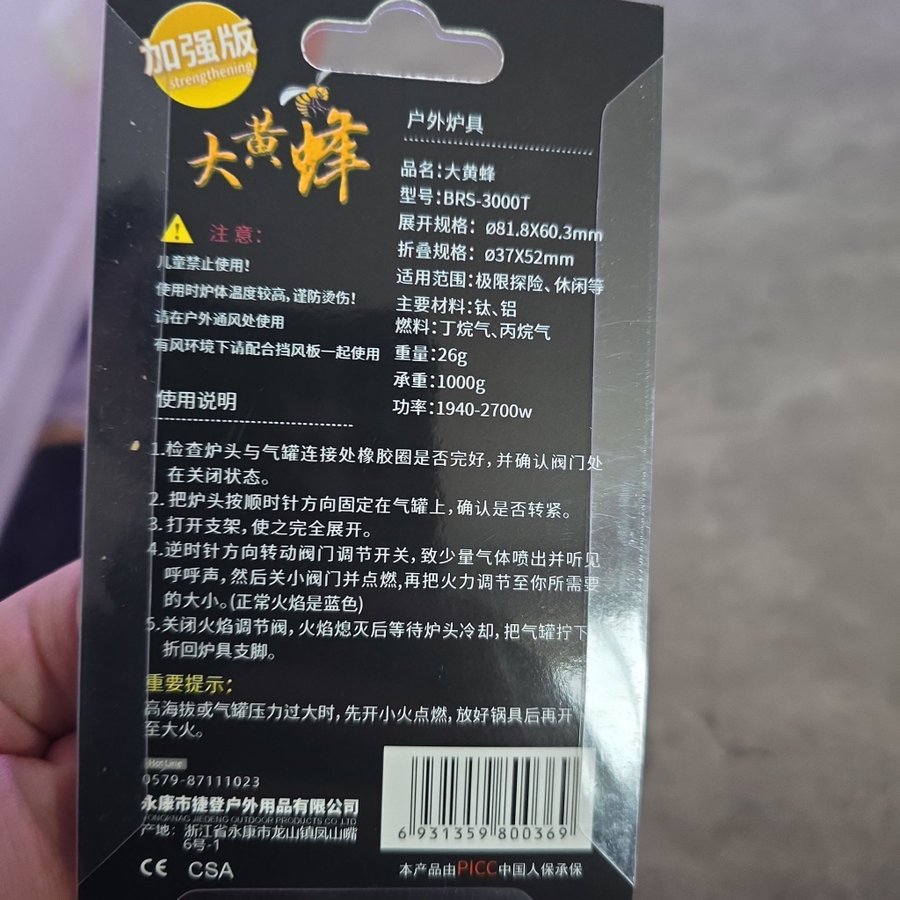 加强版
strengthening
大黄蜂
户外炉具
品名：大黄蜂
型号：BRS-3000T
展开规格： ø81.8X60.3mm
折叠规格： ø37X52mm
适用范围：极限探险、休闲等
主要材料：钛、铝
燃料：丁烷气、丙烷气
重量：26g
承重：1000g
功率：1940-2700w
注意：
儿童禁止使用！
使用时炉体温度较高，谨防烫伤！
请在户外通风处使用
有风环境下请配合挡风板一起使用
使用说明
1.检查炉头与气罐连接处橡胶圈是否完好，并确认阀门处
在关闭状态。
2. 把炉头按顺时针方向固定在气罐上，确认是否转紧。
3. 打开支架，使之完全展开。
4.逆时针方向转动阀门调节开关，致少量气体喷出并听见
呼呼声，然后关小阀门并点燃,再把火力调节至你所需要
的大小。(正常火焰是蓝色)
5.关闭火焰调节阀，火焰熄灭后等待炉头冷却，把气罐拧下
折回炉具支脚。
重要提示；
高海拔或气罐压力过大时，先开小火点燃，放好锅具后再开
至大火。
Hot Line
0579-87111023
永康市捷登户外用品有限公司
YONGKNAG JIEDENG OUTDOOR PRODUCTS CO LTD
产地： 浙江省永康市龙山镇凤山嘴
6号-1
CE CSA
6 931359 800369
本产品由PICC中国人保承保